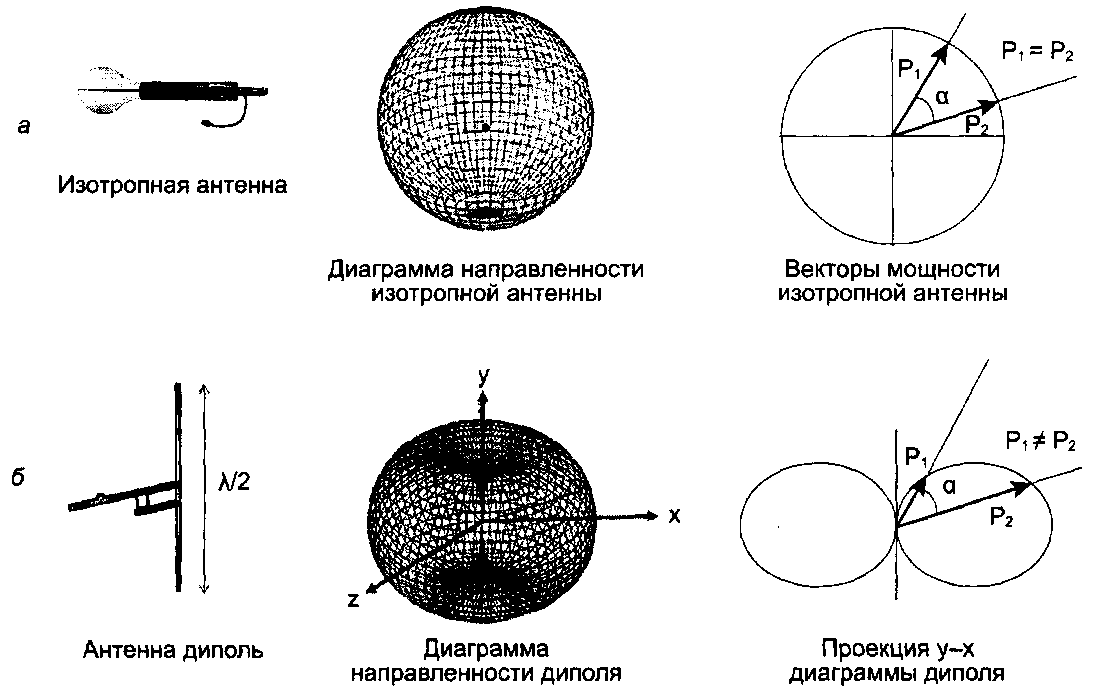 а
Изотропная антенна
Диаграмма направленности
изотропной антенны
P₁
α
P₂
P₁ = P₂
Векторы мощности
изотропной антенны
б
λ/2
Антенна диполь
y
x
z
Диаграмма
направленности диполя
P₁
α
P₂
P₁ ≠ P₂
Проекция y–x
диаграммы диполя